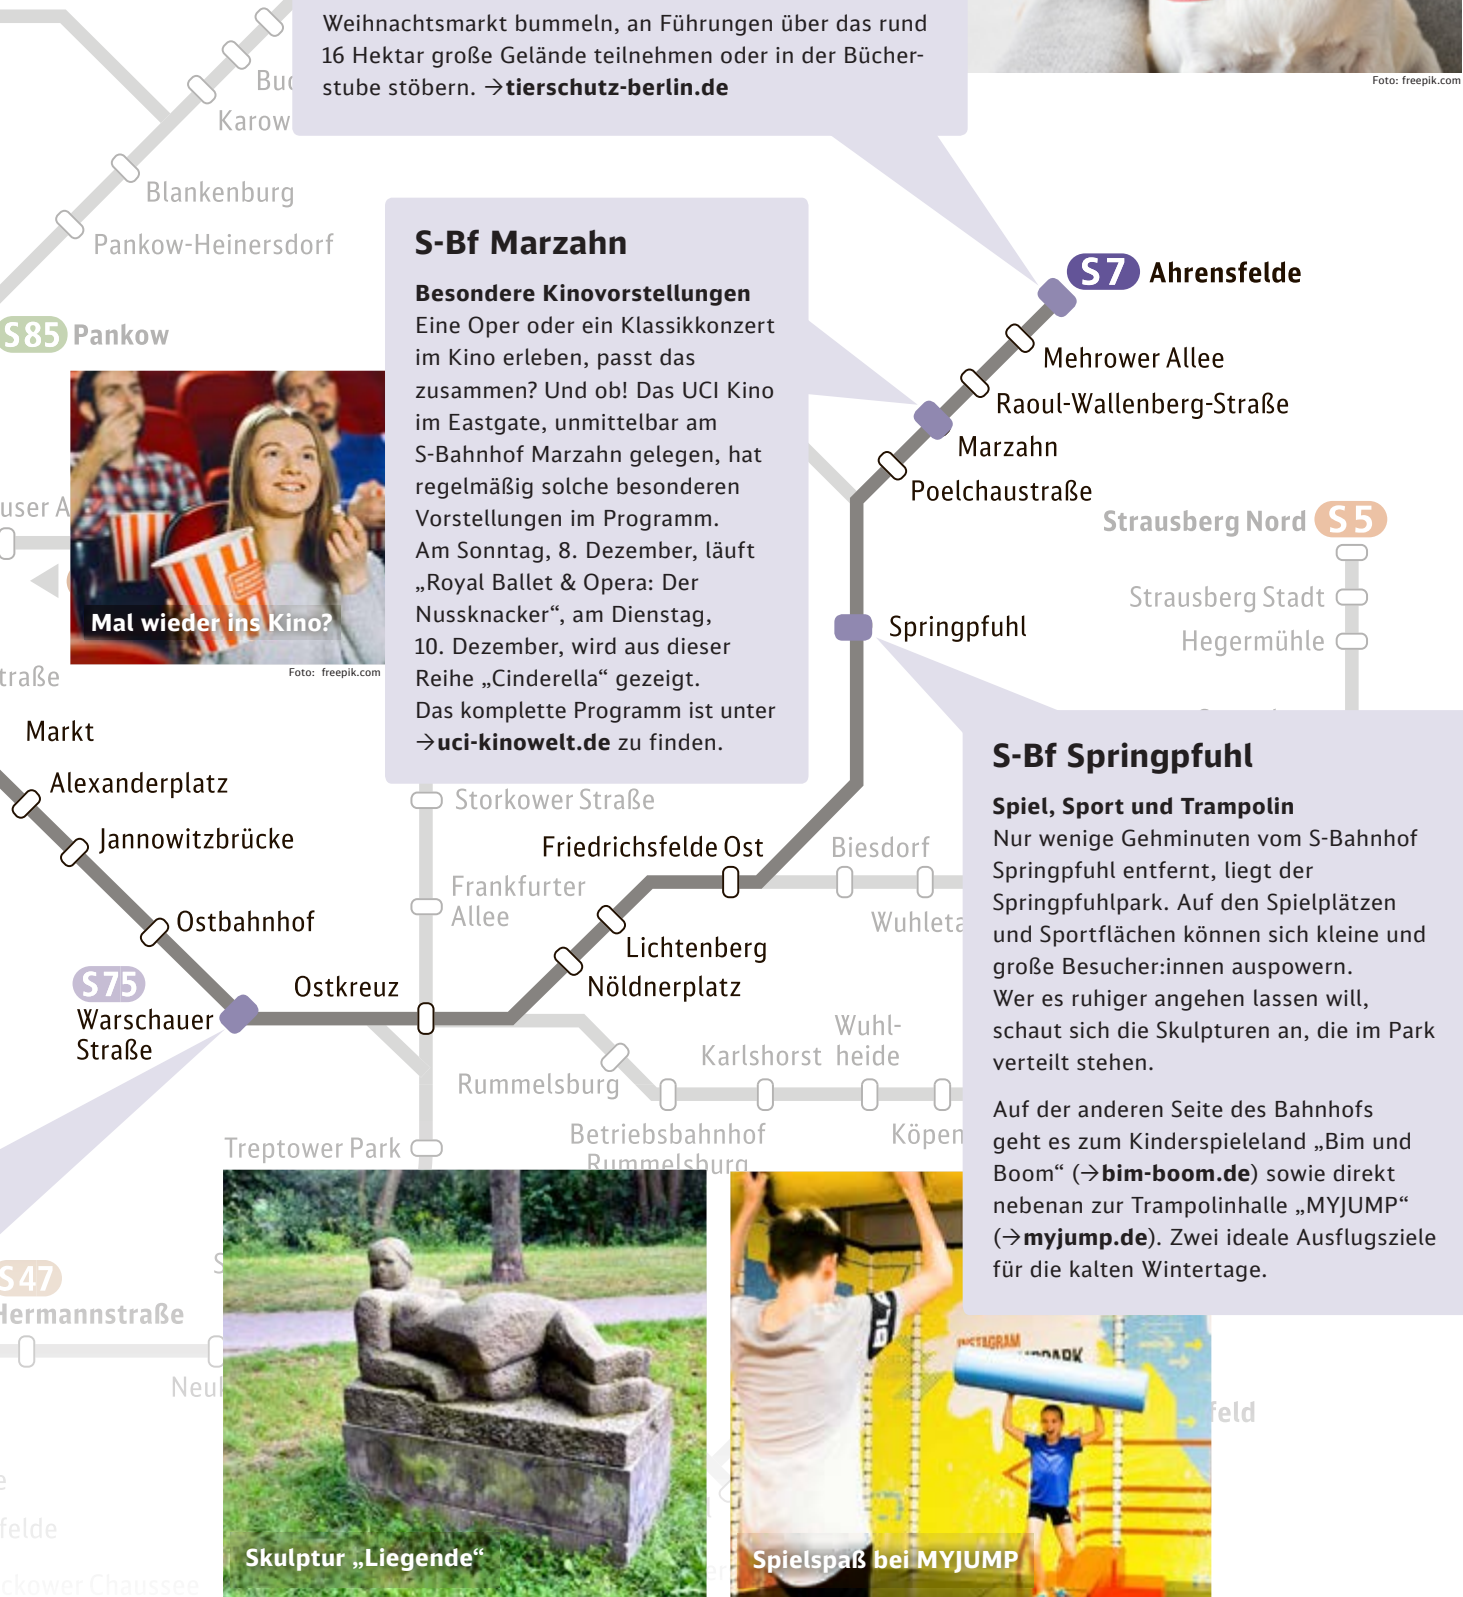 Weihnachtsmarkt bummeln, an Führungen über das rund
16 Hektar große Gelände teilnehmen oder in der Bücher-
stube stöbern. →tierschutz-berlin.de
Foto: freepik.com
Karow
Blankenburg
Pankow-Heinersdorf
S85 Pankow
S-Bf Marzahn
Besondere Kinovorstellungen
Eine Oper oder ein Klassikkonzert
im Kino erleben, passt das
zusammen? Und ob! Das UCI Kino
im Eastgate, unmittelbar am
S-Bahnhof Marzahn gelegen, hat
regelmäßig solche besonderen
Vorstellungen im Programm.
Am Sonntag, 8. Dezember, läuft
„Royal Ballet & Opera: Der
Nussknacker“, am Dienstag,
10. Dezember, wird aus dieser
Reihe „Cinderella“ gezeigt.
Das komplette Programm ist unter
→uci-kinowelt.de zu finden.
Mal wieder ins Kino?
Foto: freepik.com
S7 Ahrensfelde
Mehrower Allee
Raoul-Wallenberg-Straße
Marzahn
Poelchaustraße
Strausberg Nord S5
Strausberg Stadt
Hegermühle
Springpfuhl
user A
traße
Markt
Alexanderplatz
Jannowitzbrücke
Ostbahnhof
S75
Warschauer
Straße
Storkower Straße
Frankfurter
Allee
Friedrichsfelde Ost
Biesdorf
Wuhleta
Lichtenberg
Nöldnerplatz
Ostkreuz
Wuhl-
heide
Karlshorst
Rummelsburg
Betriebsbahnhof
Rummelsburg
Köpen
Treptower Park
S-Bf Springpfuhl
Spiel, Sport und Trampolin
Nur wenige Gehminuten vom S-Bahnhof
Springpfuhl entfernt, liegt der
Springpfuhlpark. Auf den Spielplätzen
und Sportflächen können sich kleine und
große Besucher:innen auspowern.
Wer es ruhiger angehen lassen will,
schaut sich die Skulpturen an, die im Park
verteilt stehen.
Auf der anderen Seite des Bahnhofs
geht es zum Kinderspieleland „Bim und
Boom“ (→bim-boom.de) sowie direkt
nebenan zur Trampolinhalle „MYJUMP“
(→myjump.de). Zwei ideale Ausflugsziele
für die kalten Wintertage.
S47
Hermannstraße
Neuk
feld
felde
ckower Chaussee
INSTAGRAM
Skulptur „Liegende“
Spielspaß bei MYJUMP